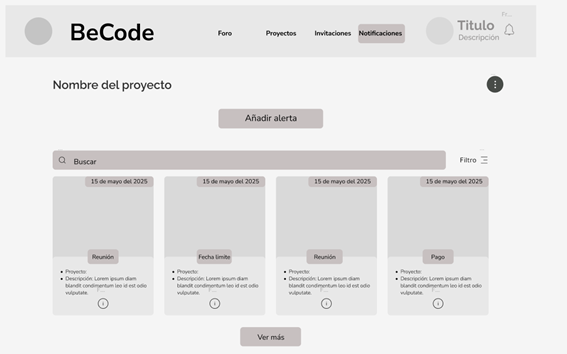 BeCode
Foro
Proyectos
Invitaciones
Notificaciones
Titulo
Descripción
Nombre del proyecto
Añadir alerta
Buscar
Filtro
15 de mayo del 2025
15 de mayo del 2025
15 de mayo del 2025
15 de mayo del 2025
Reunión
Fecha limite
Reunión
Pago
• Proyecto:
• Descripción: Lorem ipsum diam
blandit condimentum leo id est odio
vulputate.
• Proyecto:
• Descripción: Lorem ipsum diam
blandit condimentum leo id est odio
vulputate.
• Proyecto:
• Descripción: Lorem ipsum diam
blandit condimentum leo id est odio
vulputate.
• Proyecto:
• Descripción: Lorem ipsum diam
blandit condimentum leo id est odio
vulputate.
Ver más